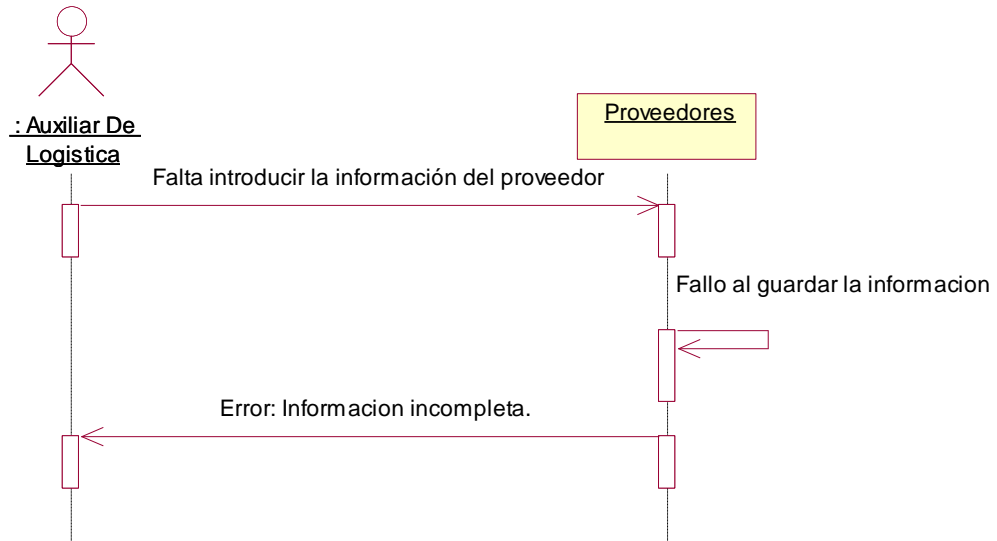 : Auxiliar De
Logistica
Proveedores
Falta introducir la información del proveedor
Fallo al guardar la informacion
Error: Informacion incompleta.